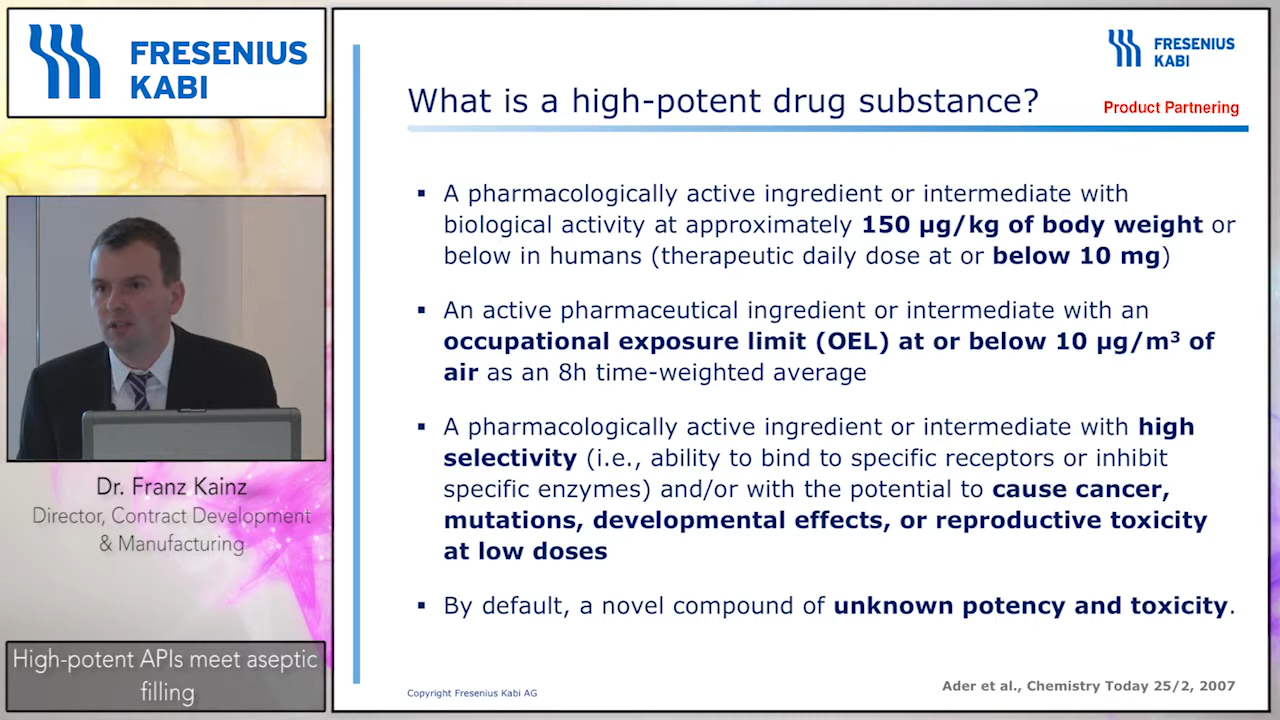 FRESENIUS
KABI
Dr. Franz Kainz
Director, Contract Development
& Manufacturing
High-potent APIs meet aseptic
filling
FRESENIUS
KABI
What is a high-potent drug substance?
Product Partnering
▪ A pharmacologically active ingredient or intermediate with
biological activity at approximately 150 µg/kg of body weight or
below in humans (therapeutic daily dose at or below 10 mg)
▪ An active pharmaceutical ingredient or intermediate with an
occupational exposure limit (OEL) at or below 10 µg/m³ of
air as an 8h time-weighted average
▪ A pharmacologically active ingredient or intermediate with high
selectivity (i.e., ability to bind to specific receptors or inhibit
specific enzymes) and/or with the potential to cause cancer,
mutations, developmental effects, or reproductive toxicity
at low doses
▪ By default, a novel compound of unknown potency and toxicity.
Copyright Fresenius Kabi AG
Ader et al., Chemistry Today 25/2, 2007